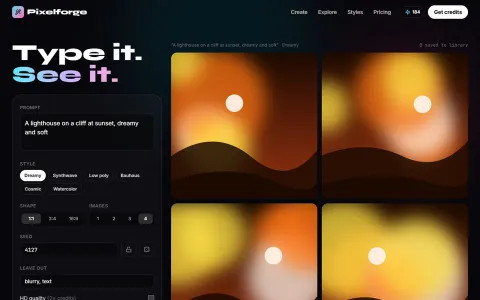 Pixelforge
Create
Explore
Styles
Pricing
184
Get credits
Type it.
See it.
"A lighthouse on a cliff at sunset, dreamy and soft" · Dreamy
0 saved to library
PROMPT
A lighthouse on a cliff at sunset, dreamy
and soft
STYLE
Dreamy
Synthwave
Low poly
Bauhaus
Cosmic
Watercolor
SHAPE
IMAGES
1:1
3:4
16:9
1
2
3
4
SEED
4127
LEAVE OUT
blurry, text
HD quality (2x credits)